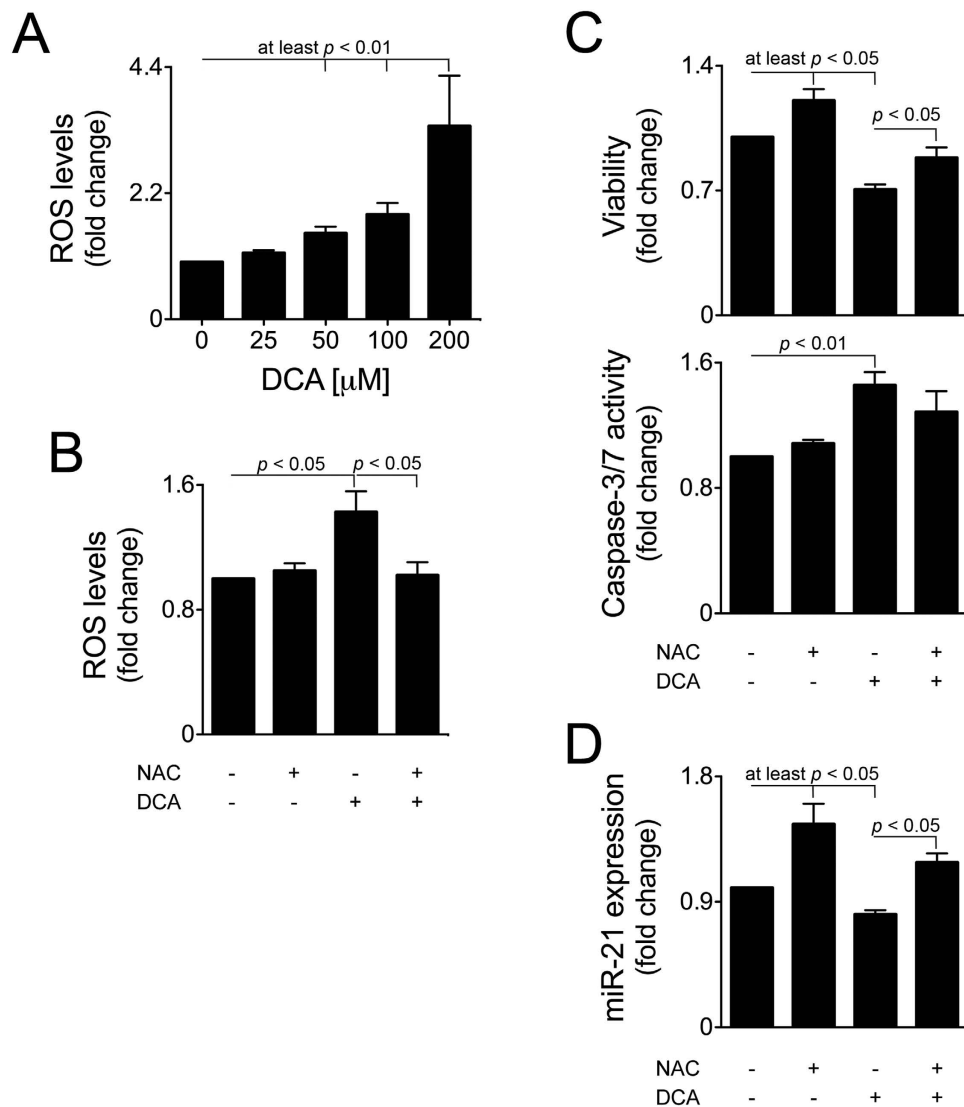 A
at least p < 0.01
4.4
2.2
0
ROS levels
(fold change)
0 25 50 100 200
DCA [μM]
B
p < 0.05 p < 0.05
1.6
0.8
0
ROS levels
(fold change)
NAC - + - +
DCA - - + +
C
1.4
at least p < 0.05
p < 0.05
0.7
0
Viability
(fold change)
1.6
p < 0.01
0.8
0
Caspase-3/7 activity
(fold change)
NAC - + - +
DCA - - + +
D
1.8
at least p < 0.05
p < 0.05
0.9
0
miR-21 expression
(fold change)
NAC - + - +
DCA - - + +